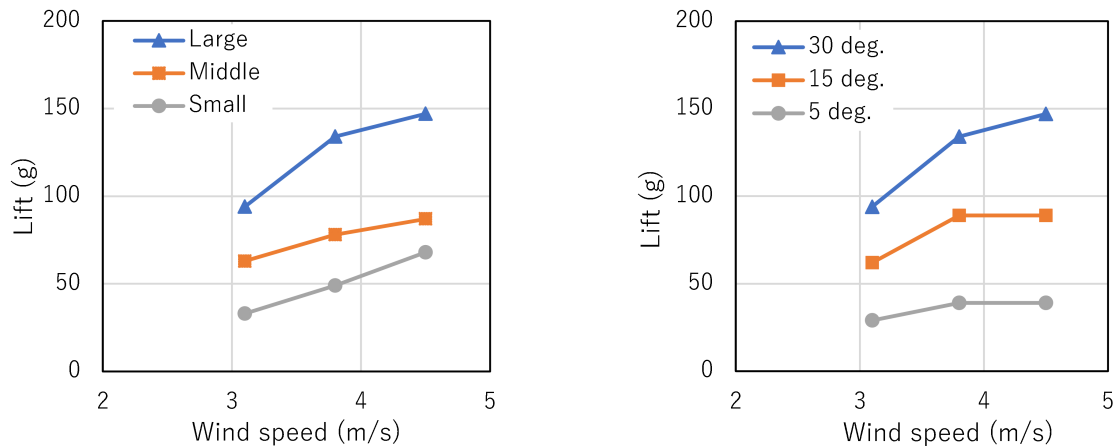 200
150
100
50
0
Lift (g)
Large
Middle
Small
2 3 4 5
Wind speed (m/s)
200
150
100
50
0
Lift (g)
30 deg.
15 deg.
5 deg.
2 3 4 5
Wind speed (m/s)